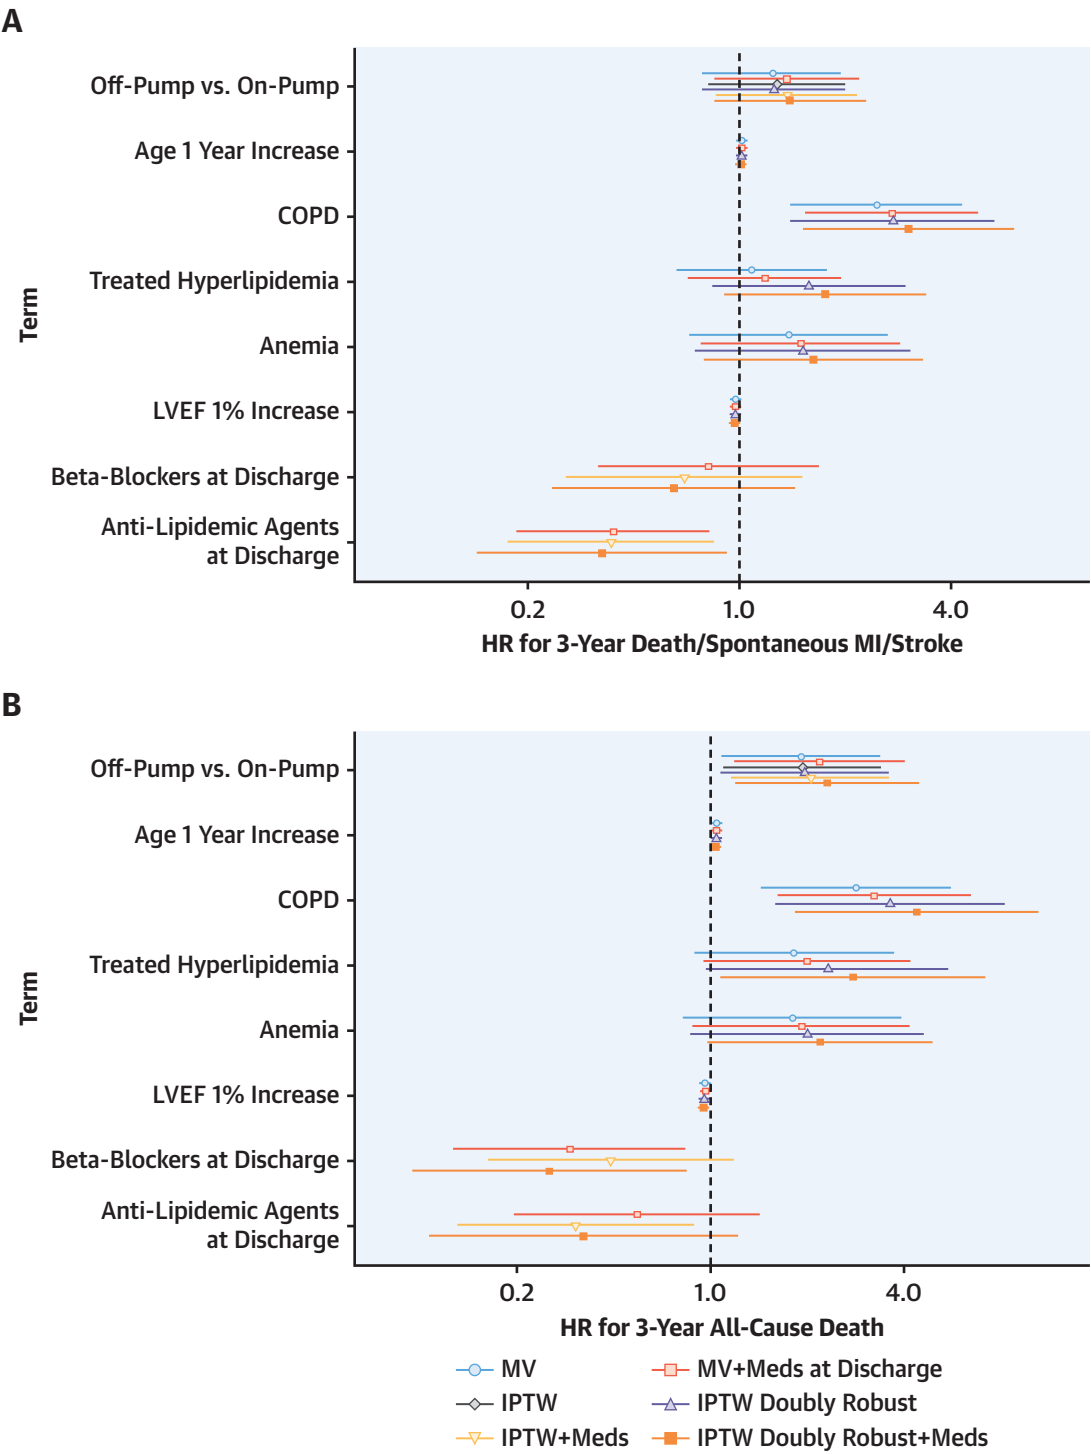 A
Off-Pump vs. On-Pump
Age 1 Year Increase
COPD
Treated Hyperlipidemia
Anemia
LVEF 1% Increase
Beta-Blockers at Discharge
Anti-Lipidemic Agents
at Discharge
Term
0.2 1.0 4.0
HR for 3-Year Death/Spontaneous MI/Stroke
B
Off-Pump vs. On-Pump
Age 1 Year Increase
COPD
Treated Hyperlipidemia
Anemia
LVEF 1% Increase
Beta-Blockers at Discharge
Anti-Lipidemic Agents
at Discharge
Term
0.2 1.0 4.0
HR for 3-Year All-Cause Death
MV MV+Meds at Discharge
IPTW IPTW Doubly Robust
IPTW+Meds IPTW Doubly Robust+Meds